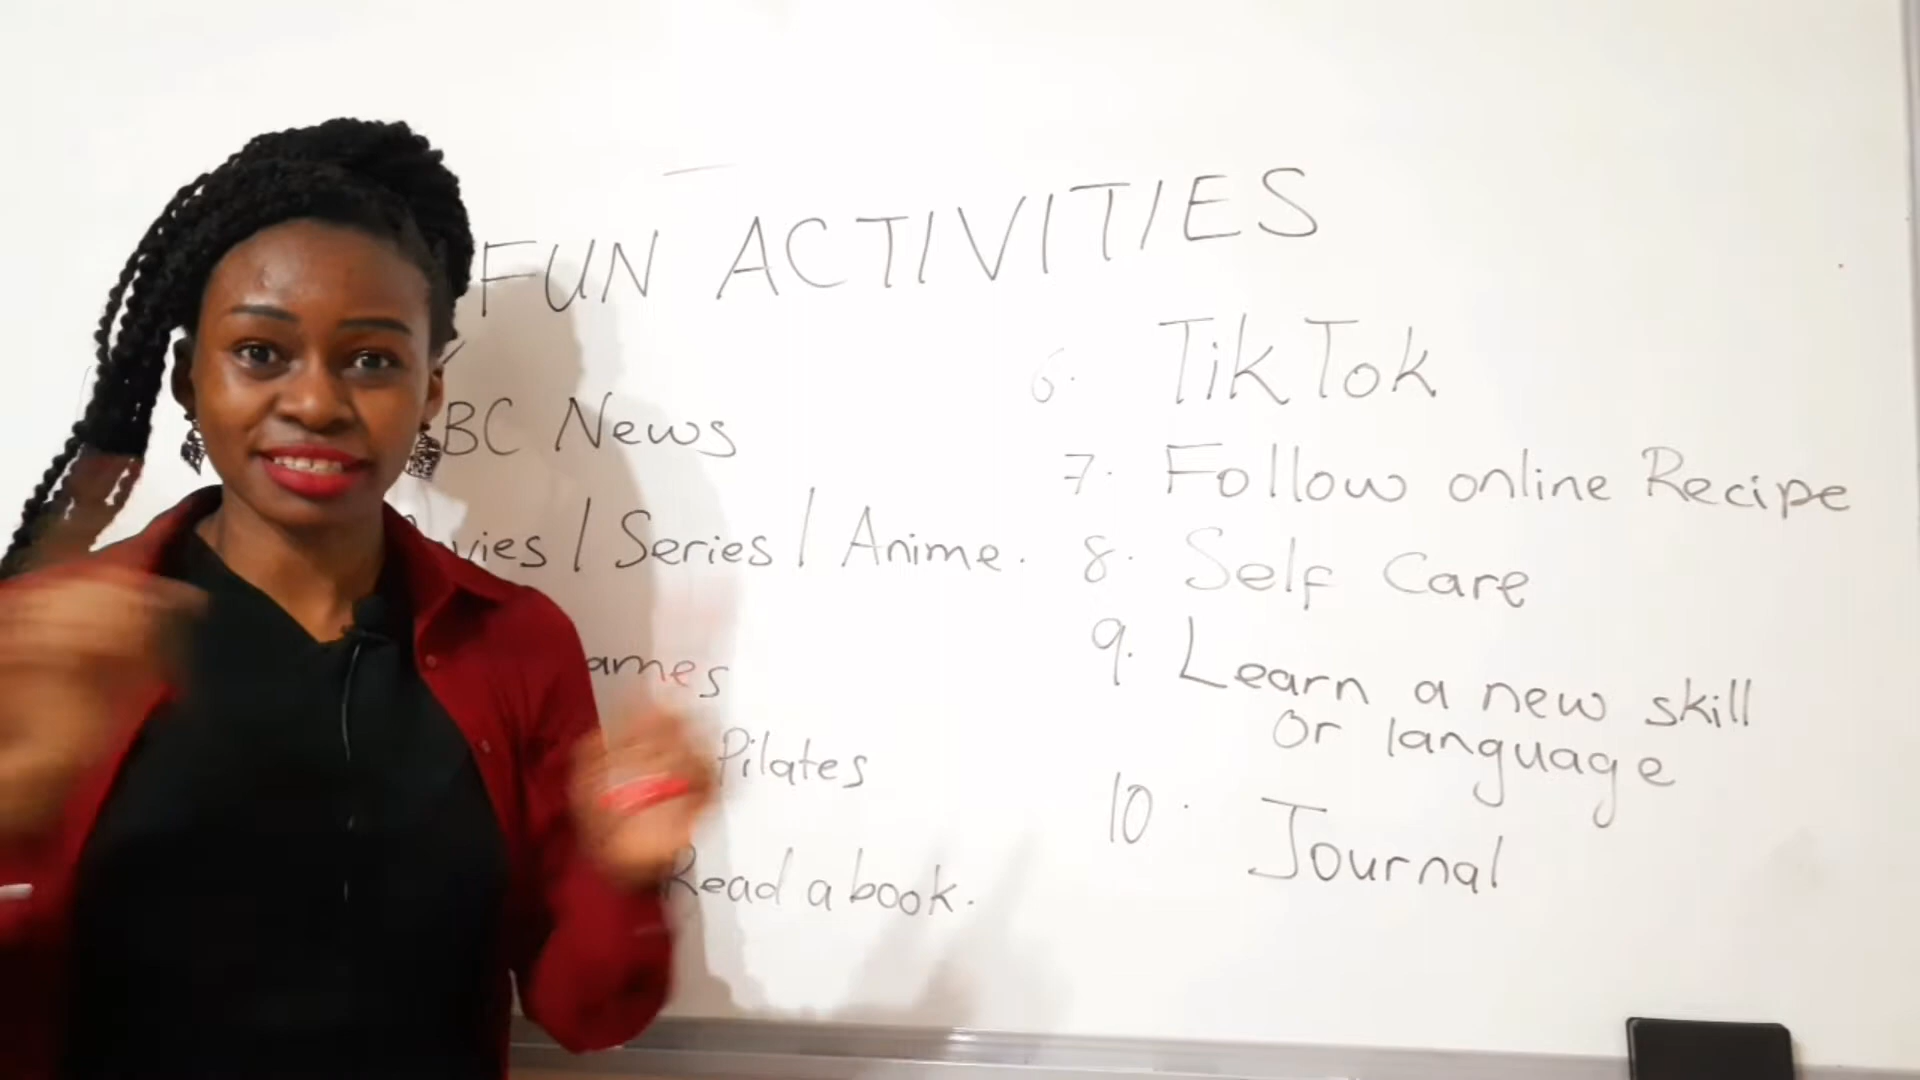 FUN ACTIVITIES
BC News
vies / Series / Anime.
ames
Pilates
Read a book.
6. TikTok
7. Follow online Recipe
8. Self Care
9. Learn a new skill
or language
10. Journal